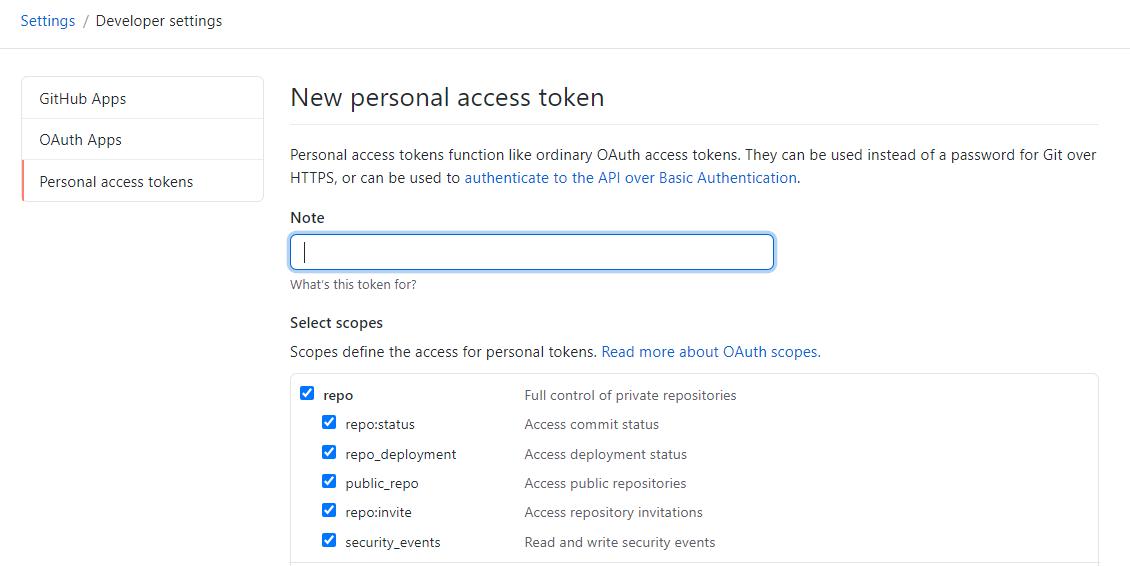 Settings / Developer settings
GitHub Apps
OAuth Apps
Personal access tokens
New personal access token
Personal access tokens function like ordinary OAuth access tokens. They can be used instead of a password for Git over
HTTPS, or can be used to authenticate to the API over Basic Authentication.
Note
What's this token for?
Select scopes
Scopes define the access for personal tokens. Read more about OAuth scopes.
repo Full control of private repositories
repo:status Access commit status
repo_deployment Access deployment status
public_repo Access public repositories
repo:invite Access repository invitations
security_events Read and write security events